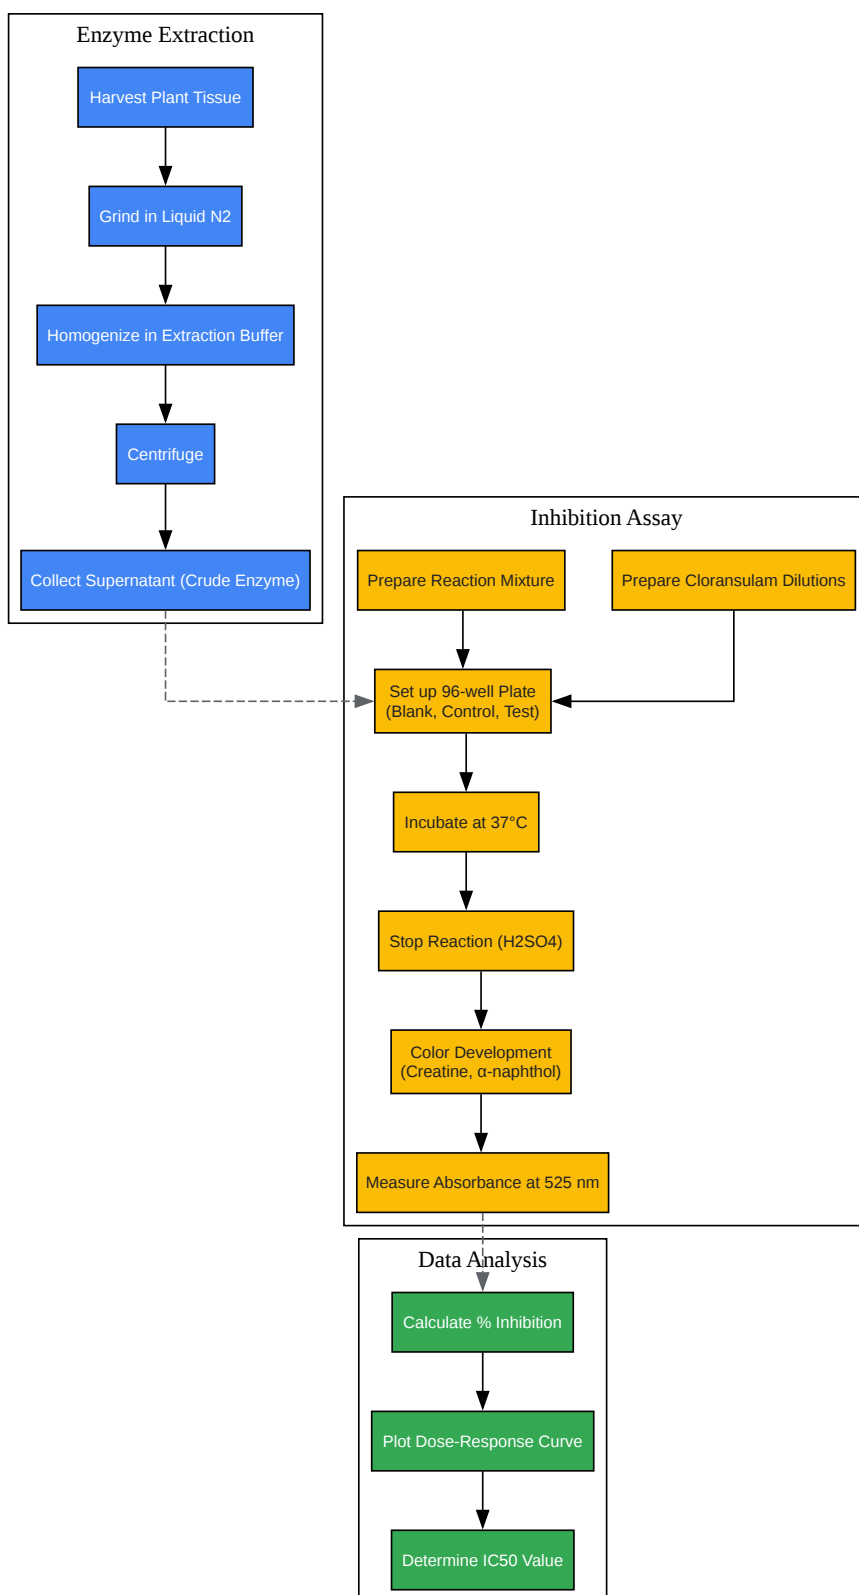 Enzyme Extraction
Harvest Plant Tissue
Grind in Liquid N2
Homogenize in Extraction Buffer
Centrifuge
Collect Supernatant (Crude Enzyme)
Inhibition Assay
Prepare Reaction Mixture
Prepare Cloransulam Dilutions
Set up 96-well Plate
(Blank, Control, Test)
Incubate at 37°C
Stop Reaction (H2SO4)
Color Development
(Creatine, α-naphthol)
Measure Absorbance at 525 nm
Data Analysis
Calculate % Inhibition
Plot Dose-Response Curve
Determine IC50 Value